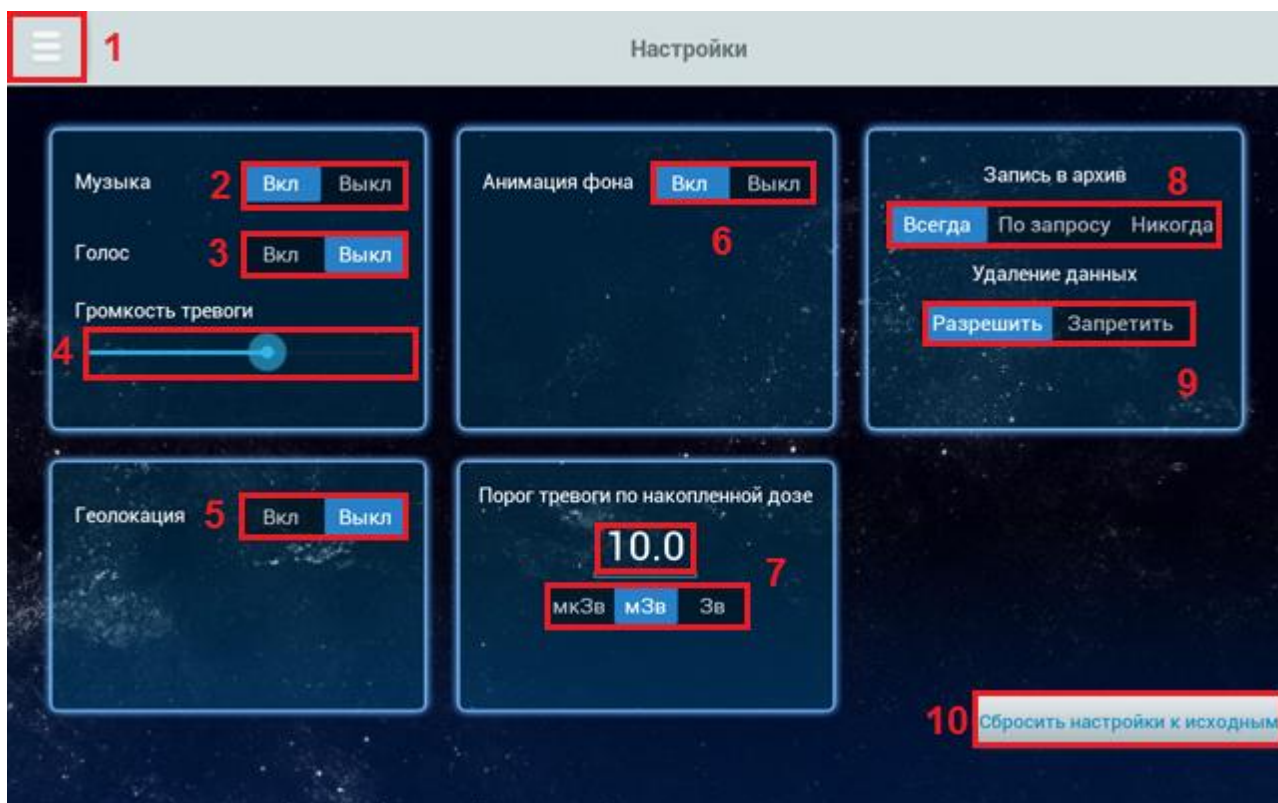 1
Настройки
Музыка 2 Вкл Выкл
Голос 3 Вкл Выкл
Громкость тревоги
4
Анимация фона Вкл Выкл
6
Запись в архив 8
Всегда По запросу Никогда
Удаление данных
Разрешить Запретить
9
Геолокация 5 Вкл Выкл
Порог тревоги по накопленной дозе
10.0
7
мкЗв мЗв Зв
10 Сбросить настройки к исходным